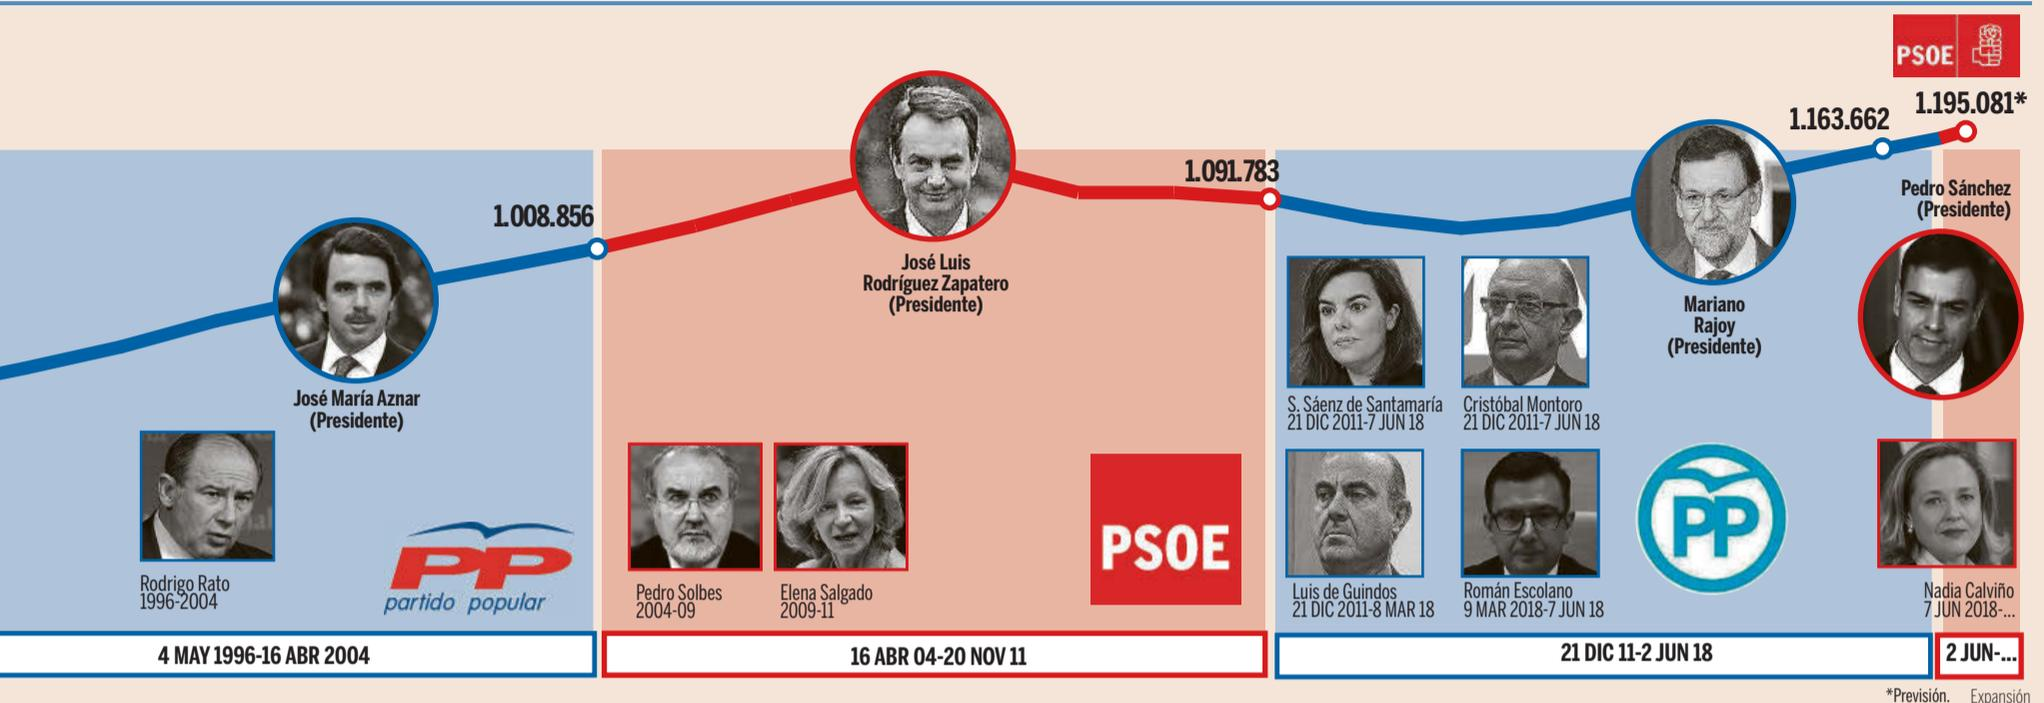 PSOE
1.195.081*
1.163.662
1.091.783
1.008.856
José María Aznar
(Presidente)
Rodrigo Rato
1996-2004
PP
partido popular
4 MAY 1996-16 ABR 2004
José Luis
Rodríguez Zapatero
(Presidente)
Pedro Solbes
2004-09
Elena Salgado
2009-11
PSOE
16 ABR 04-20 NOV 11
S. Sáenz de Santamaría
21 DIC 2011-7 JUN 18
Cristóbal Montoro
21 DIC 2011-7 JUN 18
Luis de Guindos
21 DIC 2011-8 MAR 18
Román Escolano
9 MAR 2018-7 JUN 18
Mariano
Rajoy
(Presidente)
PP
21 DIC 11-2 JUN 18
Pedro Sánchez
(Presidente)
Nadia Calviño
7 JUN 2018-...
2 JUN-...
*Previsión. Expansión